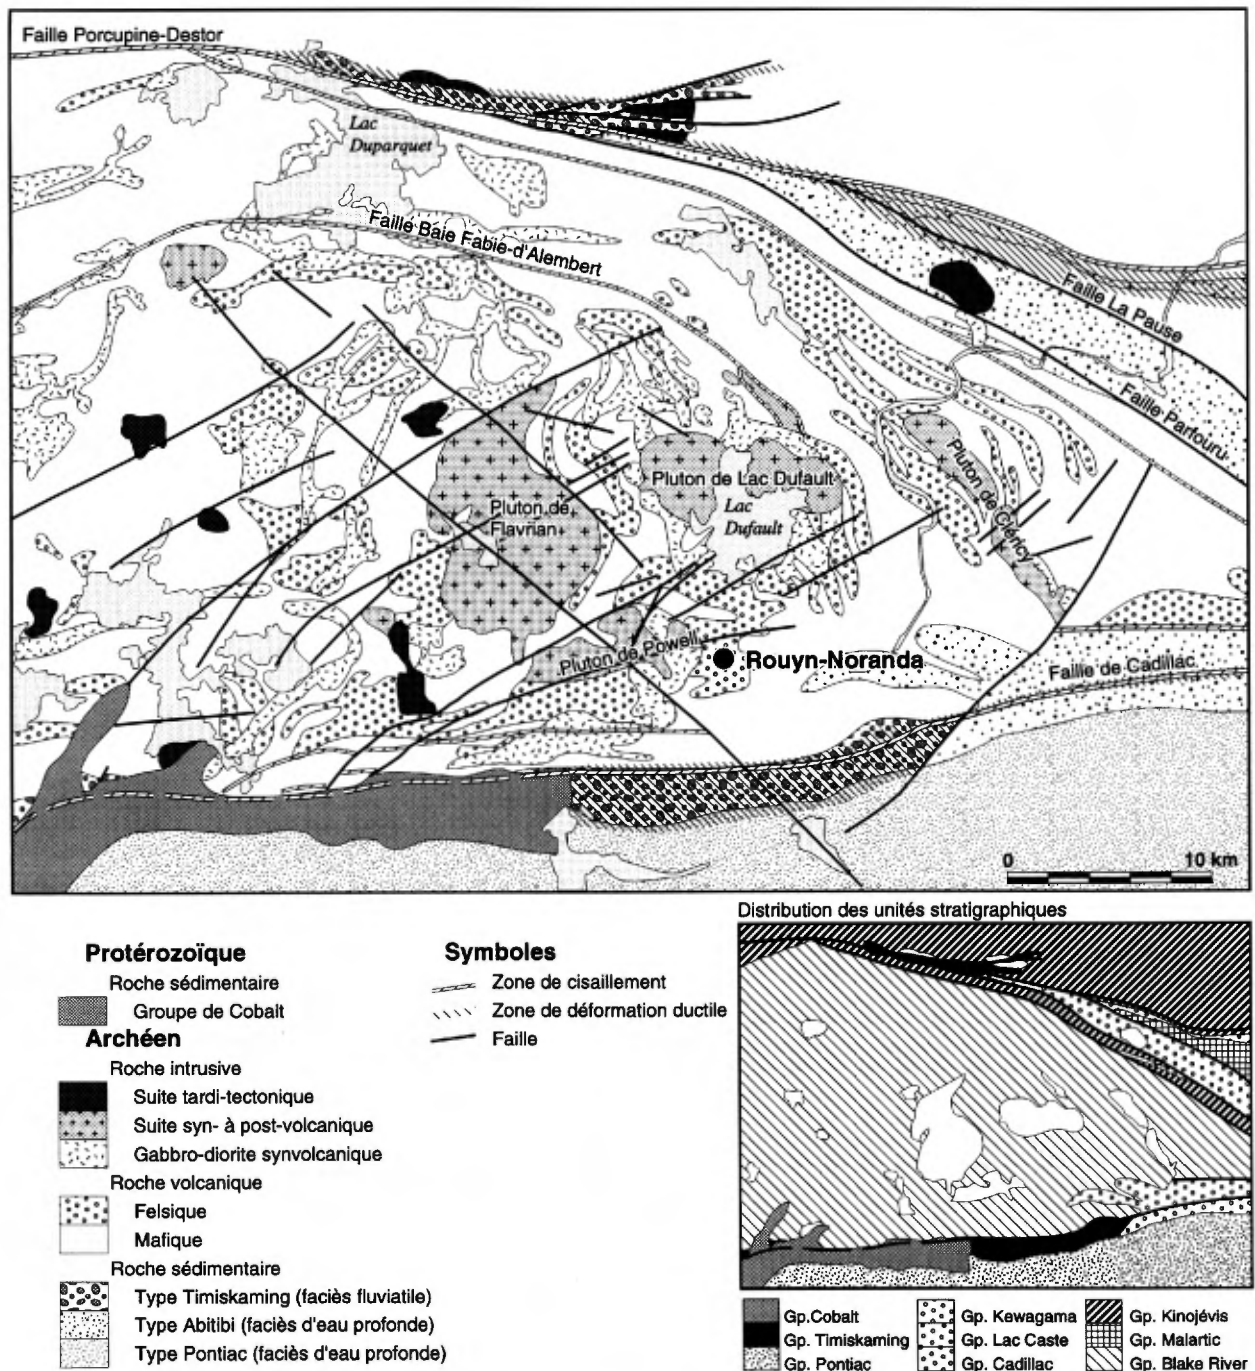 Faille Porcupine-Destor
Lac
Duparquet
Faille Baie Fabie-d'Alembert
Faille La Pause
Faille Parfouru
Pluton de Lac Dufault
Pluton de
Flavrian
Lac
Dufault
Pluton de Cléricy
Pluton de Powell
Rouyn-Noranda
Faille de Cadillac
0 10 km
Protérozoïque
Roche sédimentaire
Groupe de Cobalt
Archéen
Roche intrusive
Suite tardi-tectonique
Suite syn- à post-volcanique
Gabbro-diorite synvolcanique
Roche volcanique
Felsique
Mafique
Roche sédimentaire
Type Timiskaming (faciès fluviatile)
Type Abitibi (faciès d'eau profonde)
Type Pontiac (faciès d'eau profonde)
Symboles
Zone de cisaillement
Zone de déformation ductile
Faille
Distribution des unités stratigraphiques
Gp.Cobalt
Gp. Timiskaming
Gp. Pontiac
Gp. Kewagama
Gp. Lac Caste
Gp. Cadillac
Gp. Kinojévis
Gp. Malartic
Gp. Blake River